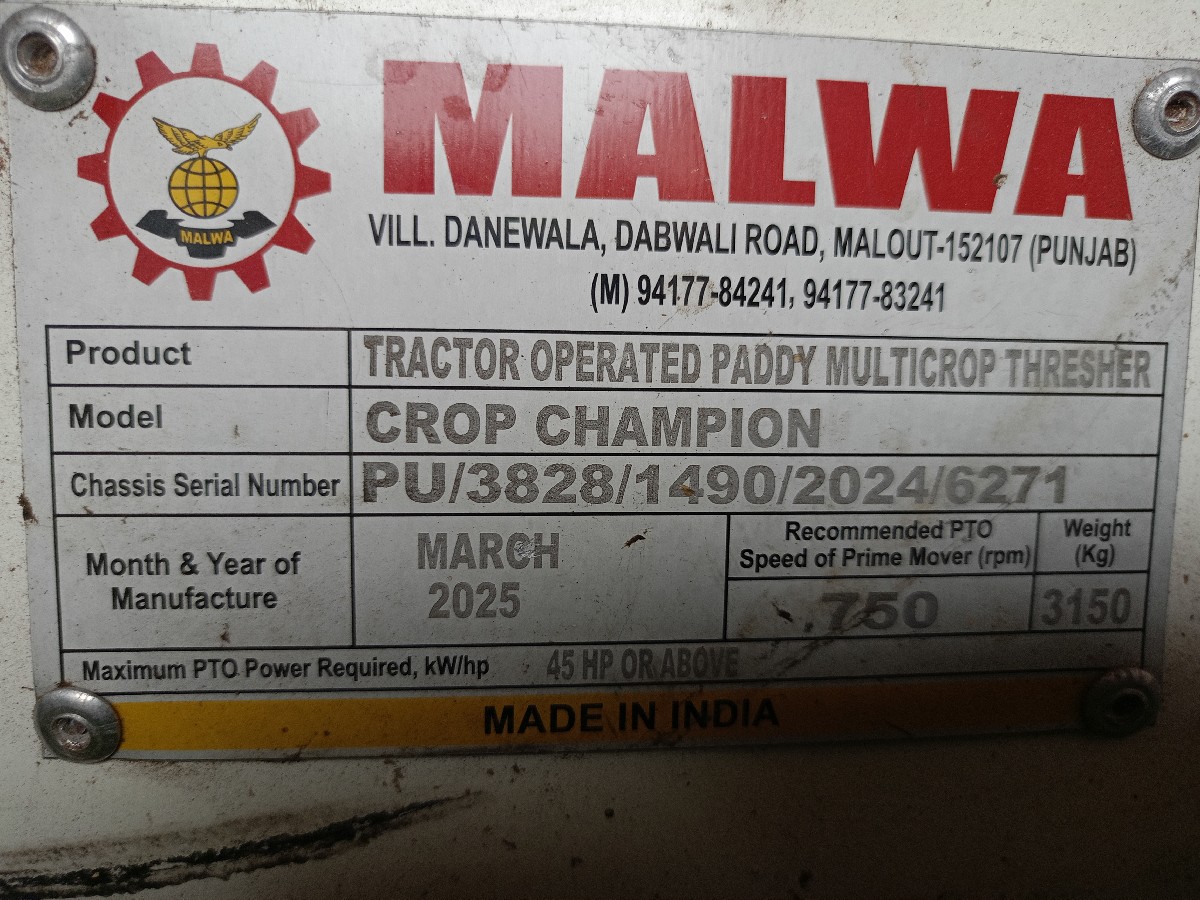 MALWA
MALWA
VILL. DANEWALA, DABWALI ROAD, MALOUT-152107 (PUNJAB)
(M) 94177-84241, 94177-83241
Product TRACTOR OPERATED PADDY MULTICROP THRESHER
Model CROP CHAMPION
Chassis Serial Number PU/3828/1490/2024/6271
Month & Year of
Manufacture
MARCH
2025
Recommended PTO
Speed of Prime Mover (rpm)
750
Weight
(Kg)
3150
Maximum PTO Power Required, kW/hp 45 HP OR ABOVE
MADE IN INDIA